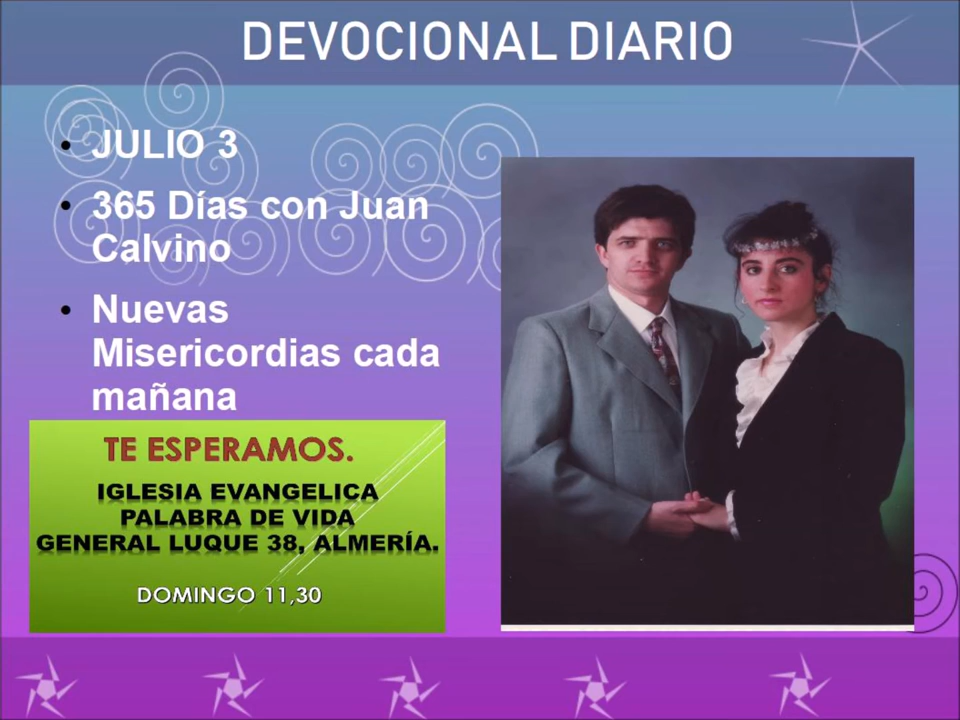 DEVOCIONAL DIARIO
• JULIO 3
• 365 Días con Juan
Calvino
• Nuevas
Misericordias cada
mañana
TE ESPERAMOS.
IGLESIA EVANGELICA
PALABRA DE VIDA
GENERAL LUQUE 38, ALMERÍA.
DOMINGO 11,30